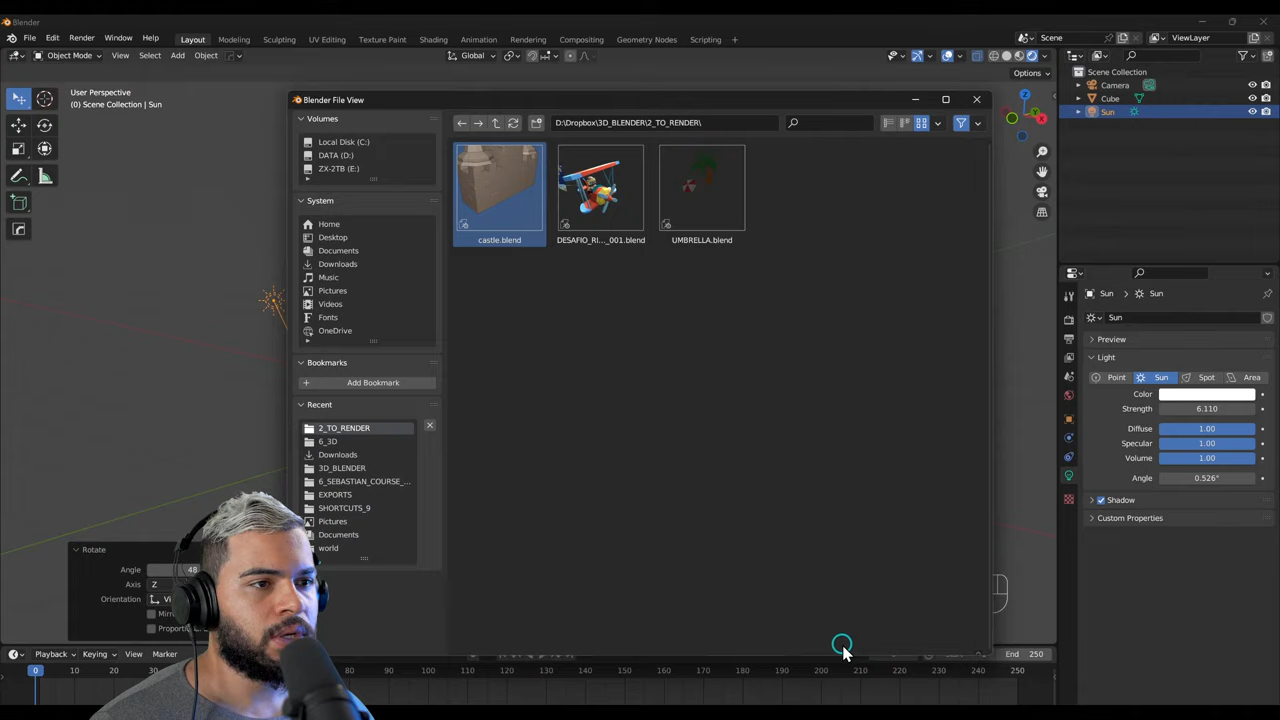 Blender
File Edit Render Window Help Layout Modeling Sculpting UV Editing Texture Paint Shading Animation Rendering Compositing Geometry Nodes Scripting + Scene ViewLayer
Object Mode View Select Add Object Global
Options
User Perspective
(0) Scene Collection | Sun
Blender File View
Volumes
Local Disk (C:)
DATA (D:)
ZX-2TB (E:)
System
Home
Desktop
Documents
Downloads
Music
Pictures
Videos
Fonts
OneDrive
Bookmarks
Add Bookmark
Recent
2_TO_RENDER
6_3D
Downloads
3D_BLENDER
6_SEBASTIAN_COURSE_...
EXPORTS
SHORTCUTS_9
Pictures
Documents
world
D:\Dropbox\3D_BLENDER\2_TO_RENDER\
castle.blend
DESAFIO_RI..._001.blend
UMBRELLA.blend
Z
X
Scene Collection
Camera
Cube
Sun
Sun > Sun
Sun
Preview
Light
Point Sun Spot Area
Color
Strength 6.110
Diffuse 1.00
Specular 1.00
Volume 1.00
Angle 0.526°
Shadow
Custom Properties
Rotate
Angle 48
Axis Z
Orientation Vi
Mirr
Proportional
Playback Keying View Marker
End 250
0 80 90 100 110 120 130 140 150 160 170 180 190 200 210 220 230 240 250